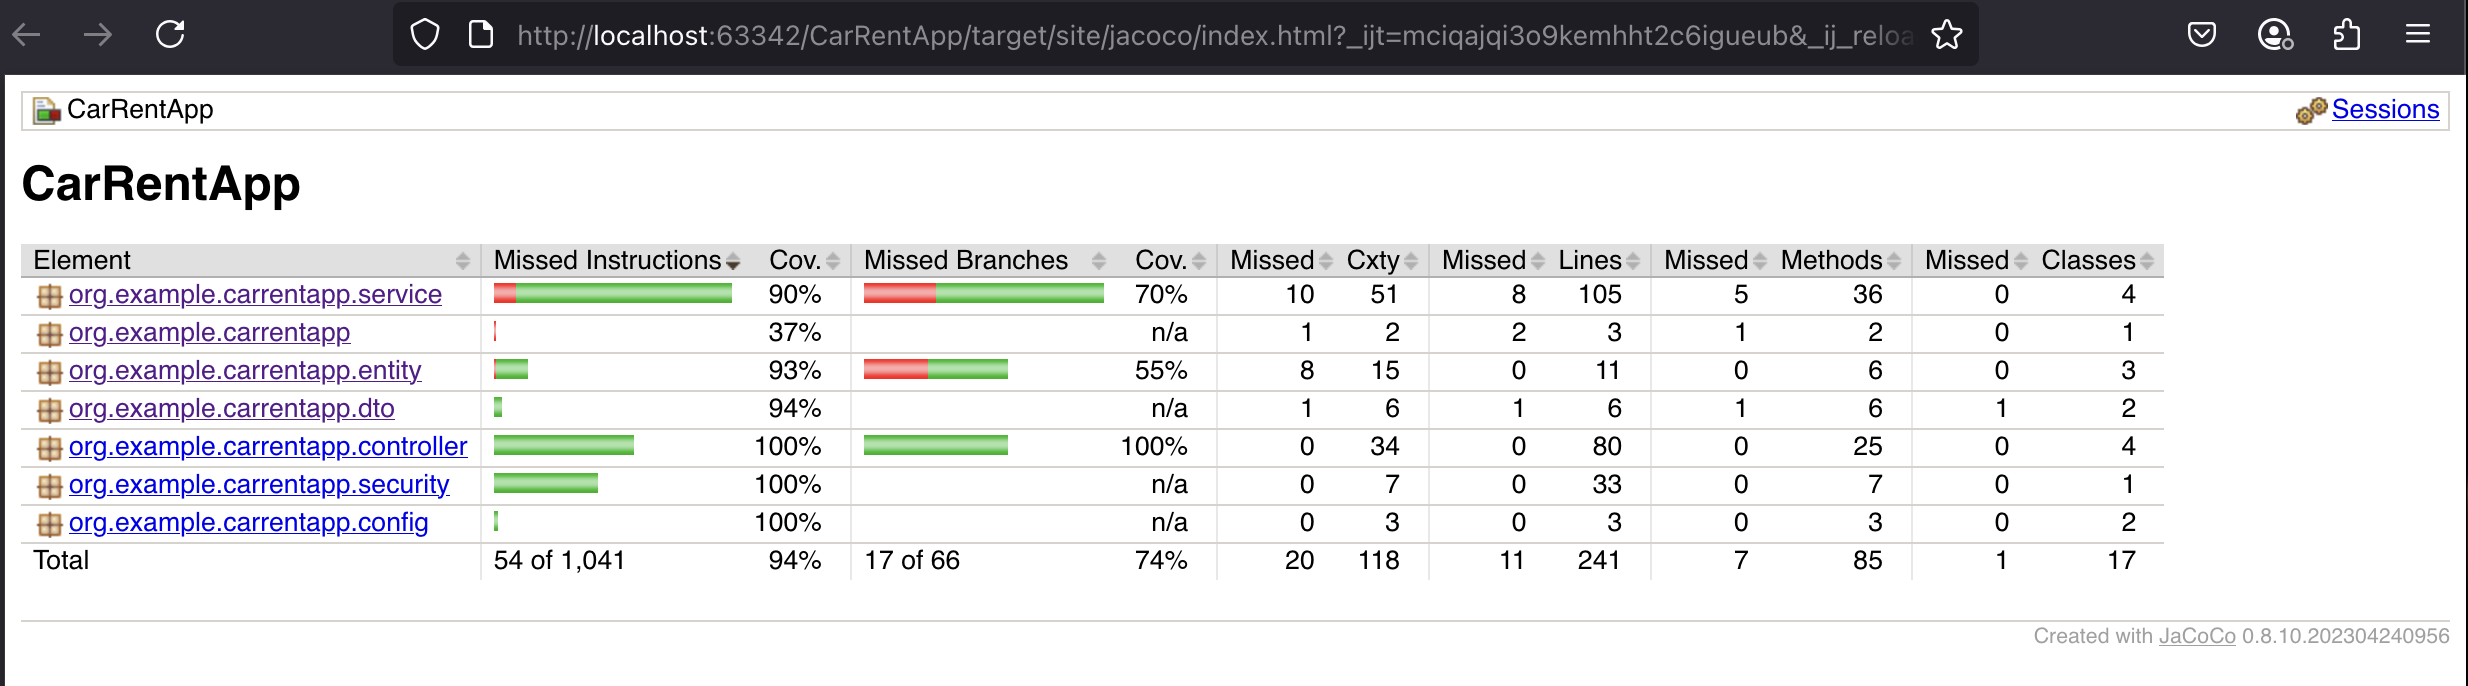 http://localhost:63342/CarRentApp/target/site/jacoco/index.html?_ijt=mciqajqi3o9kemhht2c6igueub&_ij_reloa
CarRentApp Sessions
CarRentApp
Element Missed Instructions Cov. Missed Branches Cov. Missed Cxty Missed Lines Missed Methods Missed Classes
org.example.carrentapp.service 90% 70% 10 51 8 105 5 36 0 4
org.example.carrentapp 37% n/a 1 2 2 3 1 2 0 1
org.example.carrentapp.entity 93% 55% 8 15 0 11 0 6 0 3
org.example.carrentapp.dto 94% n/a 1 6 1 6 1 6 1 2
org.example.carrentapp.controller 100% 100% 0 34 0 80 0 25 0 4
org.example.carrentapp.security 100% n/a 0 7 0 33 0 7 0 1
org.example.carrentapp.config 100% n/a 0 3 0 3 0 3 0 2
Total 54 of 1,041 94% 17 of 66 74% 20 118 11 241 7 85 1 17
Created with JaCoCo 0.8.10.202304240956